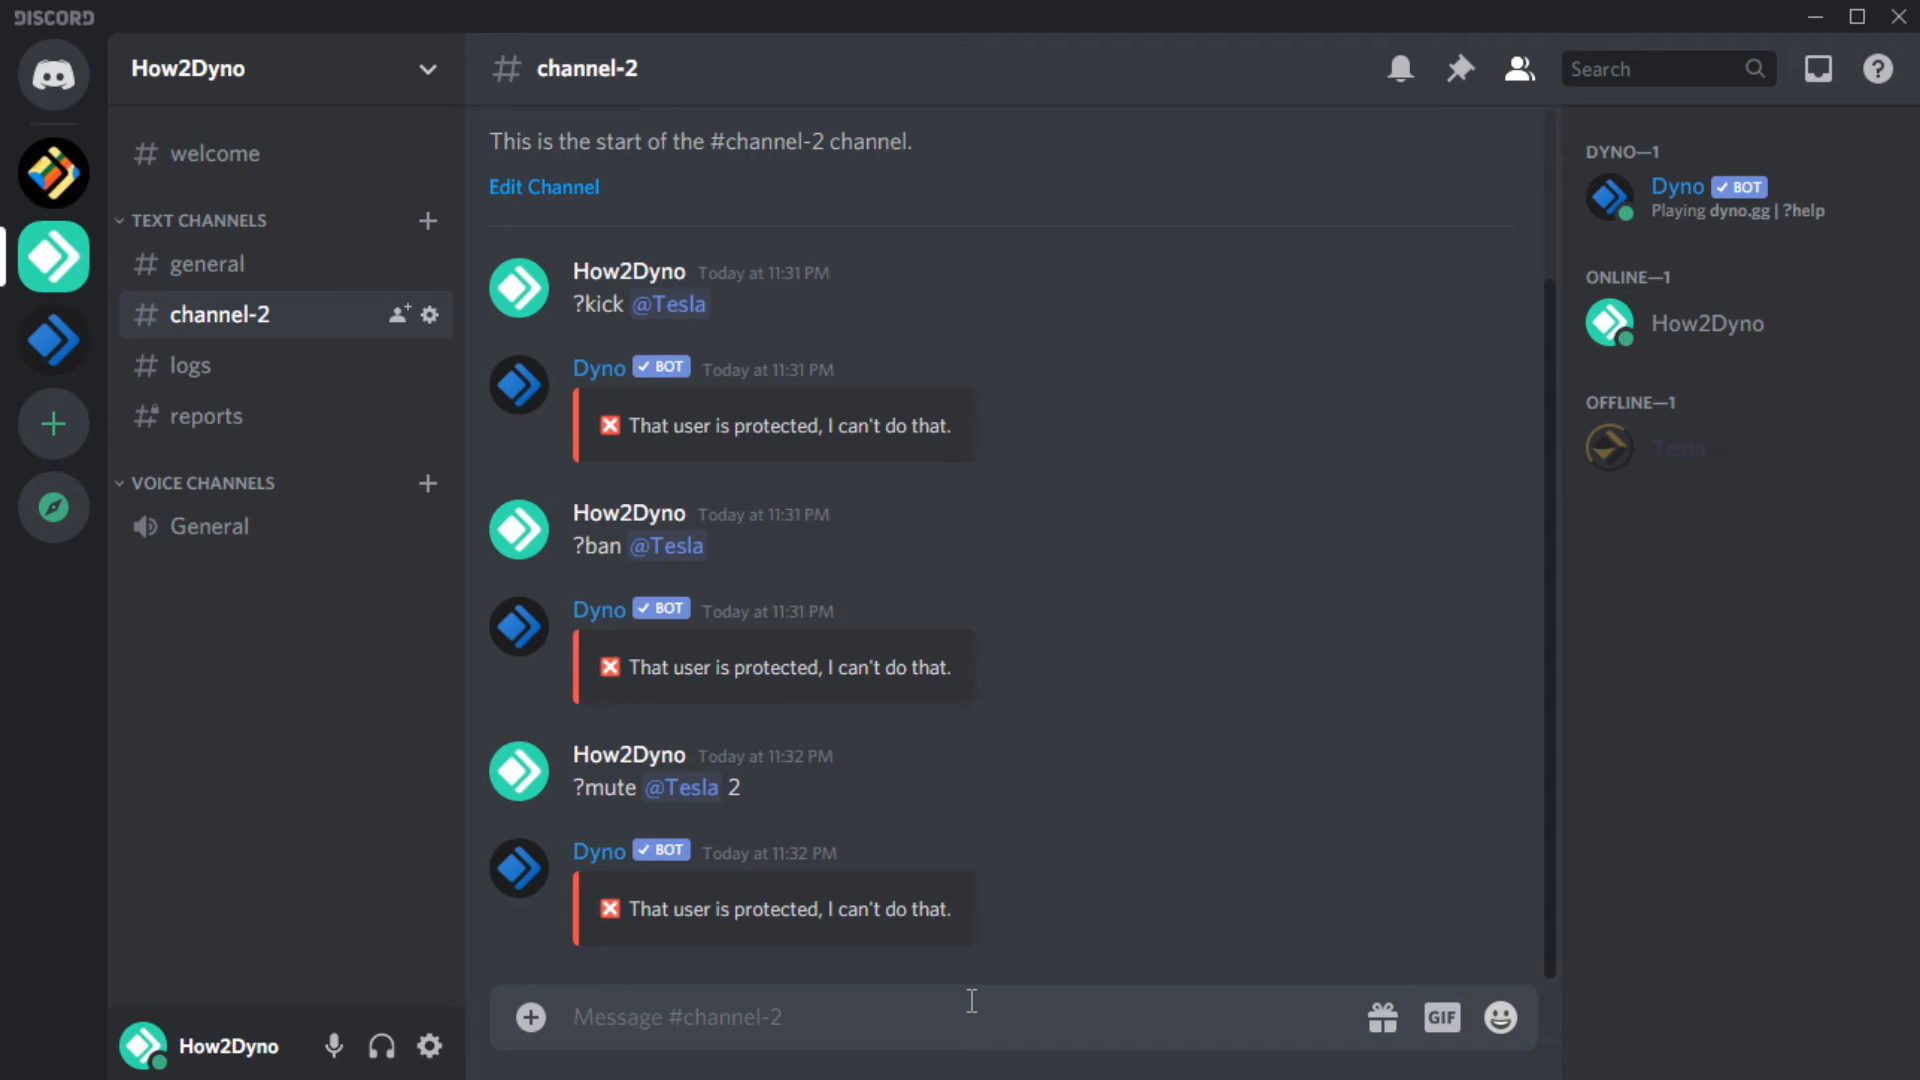 DISCORD
How2Dyno
welcome
TEXT CHANNELS
general
channel-2
logs
reports
VOICE CHANNELS
General
How2Dyno
channel-2
Search
This is the start of the #channel-2 channel.
Edit Channel
How2Dyno Today at 11:31 PM
?kick @Tesla
Dyno ✓ BOT Today at 11:31 PM
❌ That user is protected, I can't do that.
How2Dyno Today at 11:31 PM
?ban @Tesla
Dyno ✓ BOT Today at 11:31 PM
❌ That user is protected, I can't do that.
How2Dyno Today at 11:32 PM
?mute @Tesla 2
Dyno ✓ BOT Today at 11:32 PM
❌ That user is protected, I can't do that.
Message #channel-2
GIF
DYNO—1
Dyno ✓ BOT
Playing dyno.gg | ?help
ONLINE—1
How2Dyno
OFFLINE—1
Tesla